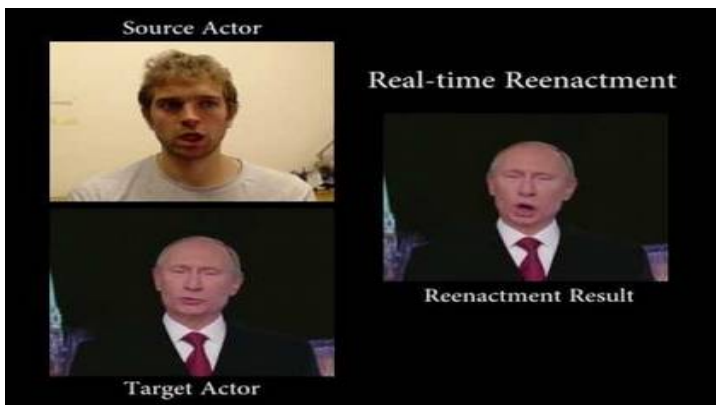 Source Actor
Real-time Reenactment
Reenactment Result
Target Actor